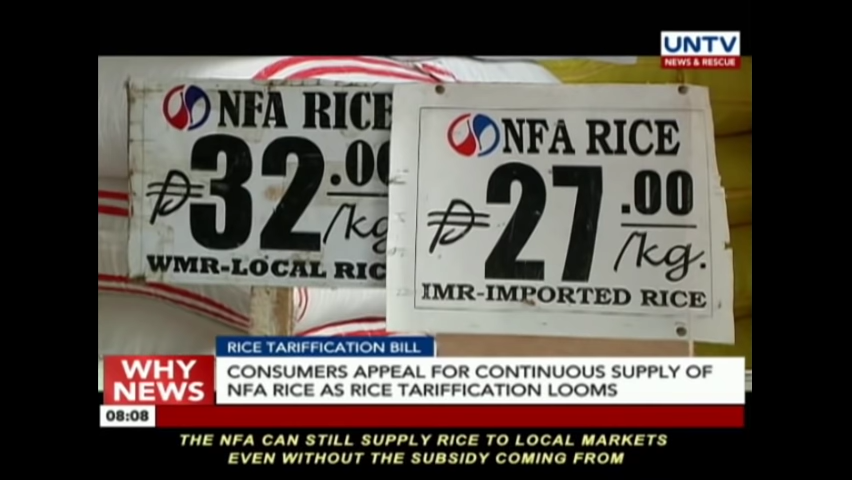 UNTV
NEWS & RESCUE
NFA RICE
₱32.00
/kg
WMR-LOCAL RIC
NFA RICE
₱27.00
/kg.
IMR-IMPORTED RICE
RICE TARIFFICATION BILL
WHY
NEWS
CONSUMERS APPEAL FOR CONTINUOUS SUPPLY OF
NFA RICE AS RICE TARIFFICATION LOOMS
08:08
THE NFA CAN STILL SUPPLY RICE TO LOCAL MARKETS
EVEN WITHOUT THE SUBSIDY COMING FROM